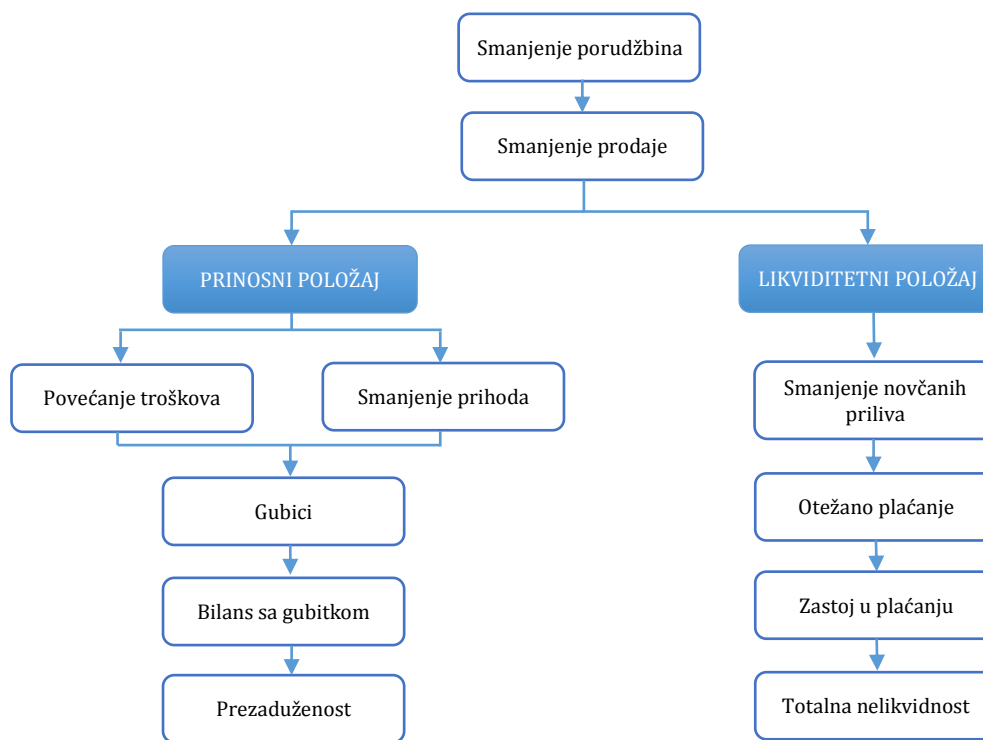 Smanjenje porudžbina
Smanjenje prodaje
PRINOSNI POLOŽAJ
LIKVIDITETNI POLOŽAJ
Povećanje troškova
Smanjenje prihoda
Smanjenje novčanih
priliva
Gubici
Otežano plaćanje
Bilans sa gubitkom
Zastoj u plaćanju
Prezaduženost
Totalna nelikvidnost